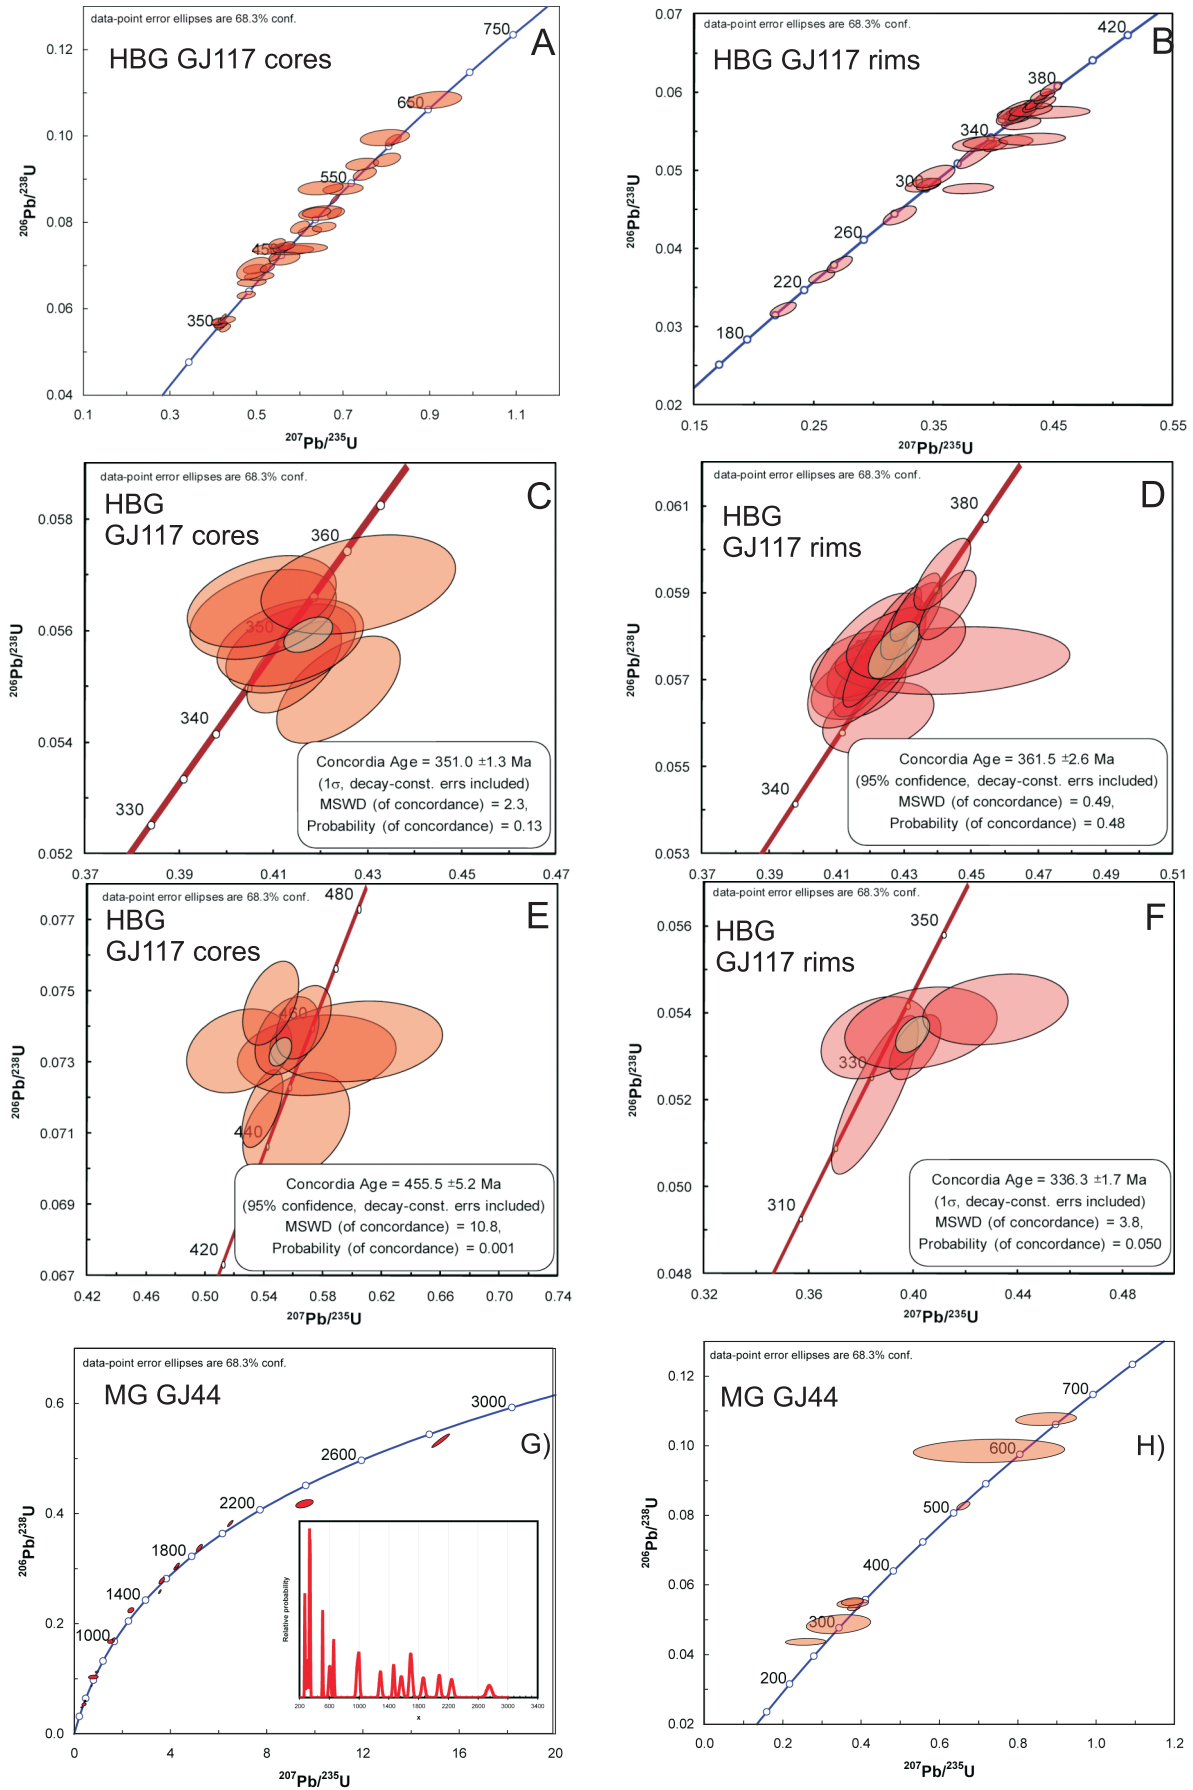 data-point error ellipses are 68.3% conf.
HBG GJ117 cores
A
750
650
550
450
350
0.12
0.10
0.08
0.06
0.04
0.1 0.3 0.5 0.7 0.9 1.1
206Pb/238U
207Pb/235U
data-point error ellipses are 68.3% conf.
HBG GJ117 rims
B
420
380
340
300
260
220
180
0.07
0.06
0.05
0.04
0.03
0.02
0.15 0.25 0.35 0.45 0.55
206Pb/238U
207Pb/235U
data-point error ellipses are 68.3% conf.
HBG
GJ117 cores
C
360
350
340
330
0.058
0.056
0.054
0.052
0.37 0.39 0.41 0.43 0.45 0.47
206Pb/238U
Concordia Age = 351.0 ±1.3 Ma
(1σ, decay-const. errs included)
MSWD (of concordance) = 2.3,
Probability (of concordance) = 0.13
data-point error ellipses are 68.3% conf.
HBG
GJ117 rims
D
380
340
0.061
0.059
0.057
0.055
0.053
0.37 0.39 0.41 0.43 0.45 0.47 0.49 0.51
206Pb/238U
Concordia Age = 361.5 ±2.6 Ma
(95% confidence, decay-const. errs included)
MSWD (of concordance) = 0.49,
Probability (of concordance) = 0.48
data-point error ellipses are 68.3% conf.
HBG
GJ117 cores
E
480
460
440
420
0.077
0.075
0.073
0.071
0.069
0.067
0.42 0.46 0.50 0.54 0.58 0.62 0.66 0.70 0.74
206Pb/238U
207Pb/235U
Concordia Age = 455.5 ±5.2 Ma
(95% confidence, decay-const. errs included)
MSWD (of concordance) = 10.8,
Probability (of concordance) = 0.001
data-point error ellipses are 68.3% conf.
HBG
GJ117 rims
F
350
330
310
0.056
0.054
0.052
0.050
0.048
0.32 0.36 0.40 0.44 0.48
206Pb/238U
207Pb/235U
Concordia Age = 336.3 ±1.7 Ma
(1σ, decay-const. errs included)
MSWD (of concordance) = 3.8,
Probability (of concordance) = 0.050
data-point error ellipses are 68.3% conf.
MG GJ44
G)
3000
2600
2200
1800
1400
1000
0.6
0.4
0.2
0.0
0 4 8 12 16 20
206Pb/238U
207Pb/235U
Relative probability
200 600 1000 1400 1800 2200 2600 3000 3400
x
data-point error ellipses are 68.3% conf.
MG GJ44
H)
700
600
500
400
300
200
0.12
0.10
0.08
0.06
0.04
0.02
0.0 0.2 0.4 0.6 0.8 1.0 1.2
206Pb/238U
207Pb/235U